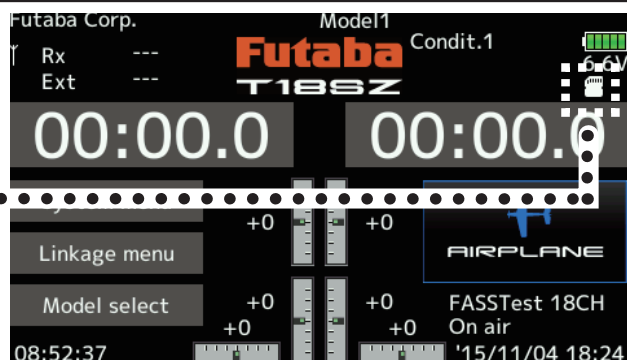 Futaba Corp. Model1
Condit.1
Rx ---
Ext ---
Futaba
T18SZ
6.6V
00:00.0 00:00.0
+0 +0
Linkage menu
AIRPLANE
Model select
+0 +0
+0 +0
FASSTest 18CH
On air
08:52:37
'15/11/04 18:24